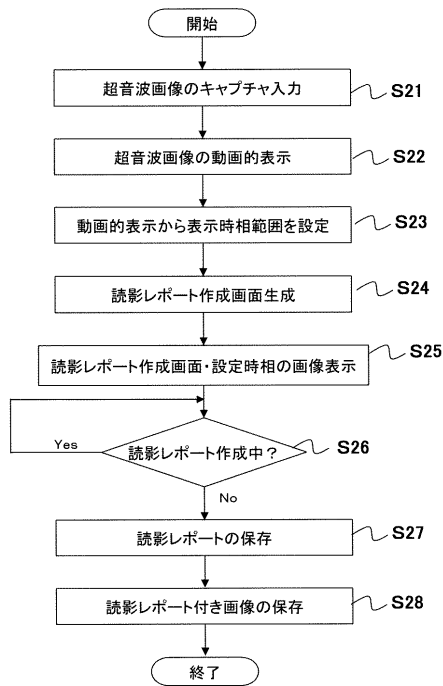 開始
超音波画像のキャプチャ入力
S21
超音波画像の動画的表示
S22
動画的表示から表示時相範囲を設定
S23
読影レポート作成画面生成
S24
読影レポート作成画面・設定時相の画像表示
S25
Yes
読影レポート作成中？
S26
No
読影レポートの保存
S27
読影レポート付き画像の保存
S28
終了